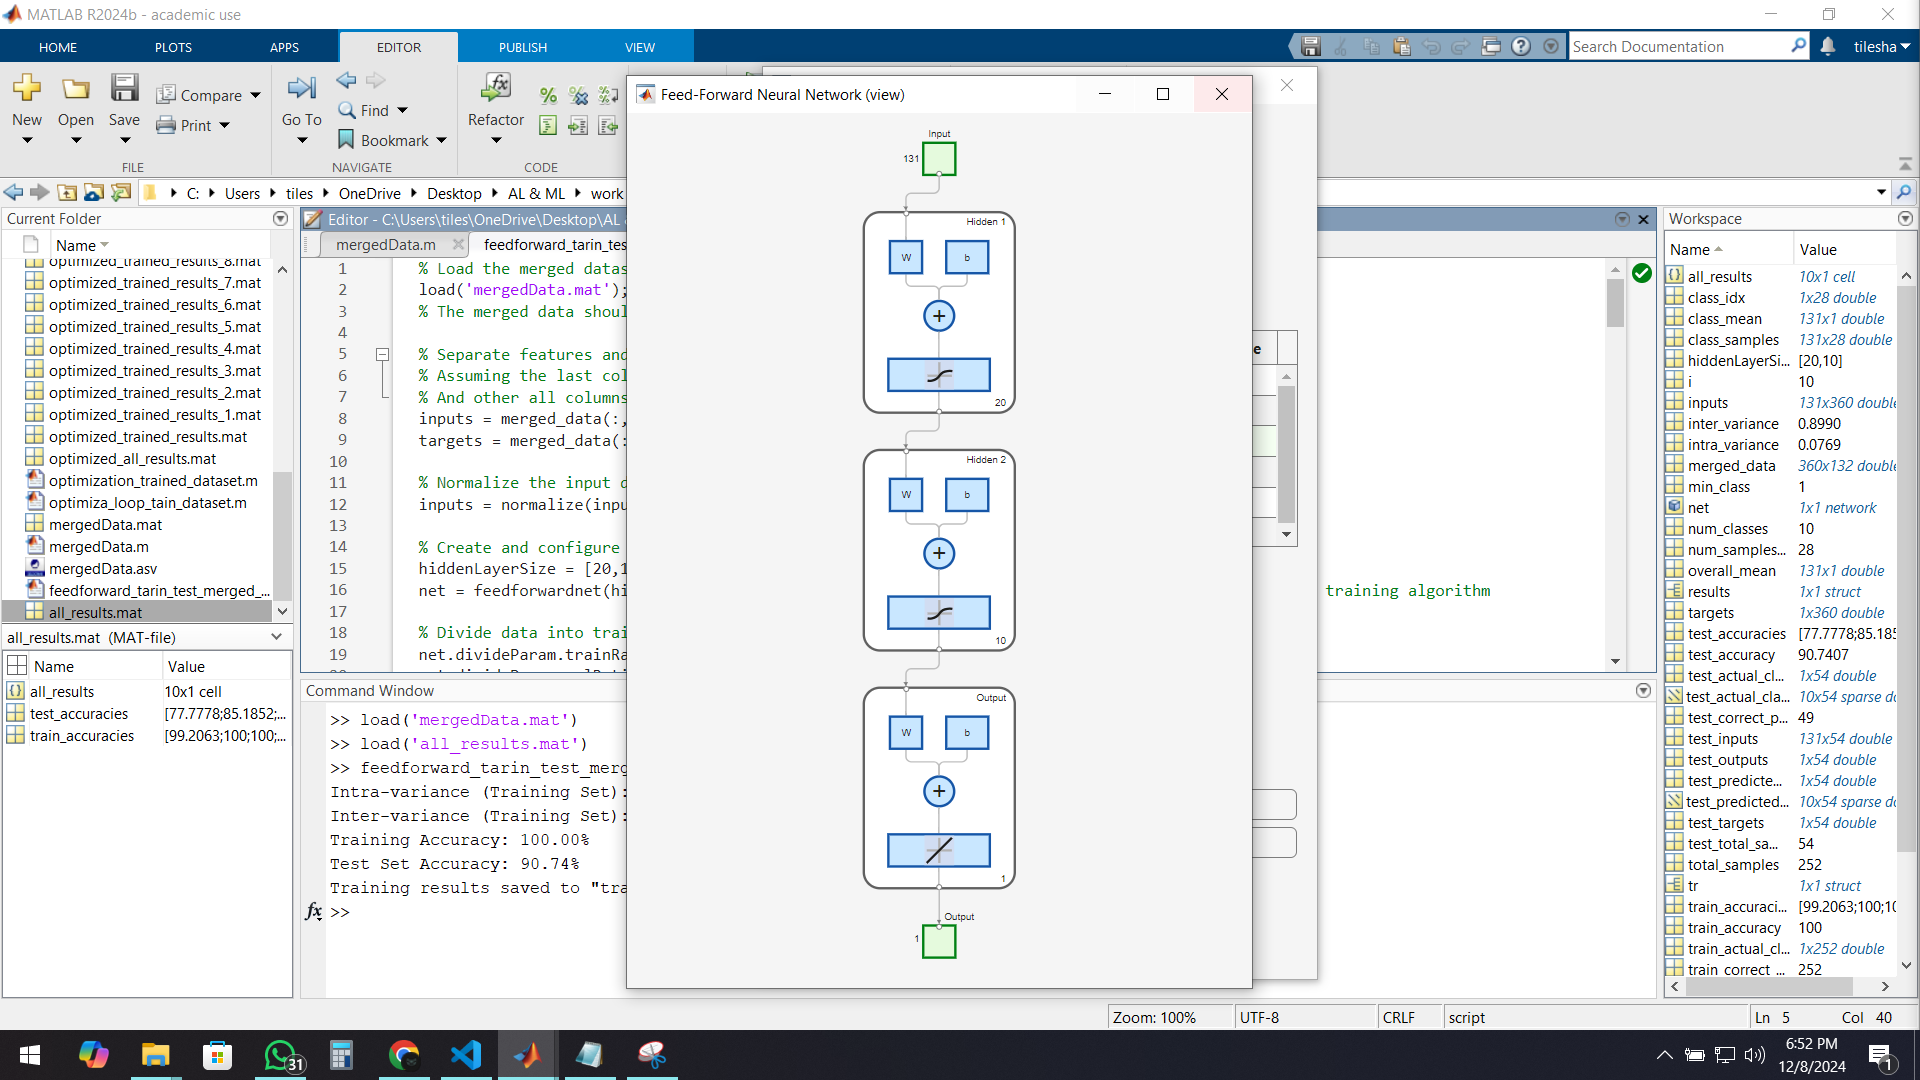 MATLAB R2024b - academic use
HOME PLOTS APPS EDITOR PUBLISH VIEW
Search Documentation
tilesha
New Open Save Compare Print
FILE
Go To Find Bookmark
NAVIGATE
Refactor
CODE
C: Users tiles OneDrive Desktop AL & ML work
Current Folder
Name
optimized_trained_results_8.mat
optimized_trained_results_7.mat
optimized_trained_results_6.mat
optimized_trained_results_5.mat
optimized_trained_results_4.mat
optimized_trained_results_3.mat
optimized_trained_results_2.mat
optimized_trained_results_1.mat
optimized_trained_results.mat
optimized_all_results.mat
optimization_trained_dataset.m
optimiza_loop_tain_dataset.m
mergedData.mat
mergedData.m
mergedData.asv
feedforward_tarin_test_merged_...
all_results.mat
all_results.mat (MAT-file)
Name Value
all_results 10x1 cell
test_accuracies [77.7778;85.1852;...
train_accuracies [99.2063;100;100;...
Editor - C:\Users\tiles\OneDrive\Desktop\AL
mergedData.m feedforward_tarin_tes
1 % Load the merged datas
2 load('mergedData.mat');
3 % The merged data shoul
4
5 % Separate features and
6 % Assuming the last col
7 % And other all columns
8 inputs = merged_data(:,
9 targets = merged_data(:
10
11 % Normalize the input d
12 inputs = normalize(inpu
13
14 % Create and configure
15 hiddenLayerSize = [20,1
16 net = feedforwardnet(hi training algorithm
17
18 % Divide data into trai
19 net.divideParam.trainRa
Command Window
>> load('mergedData.mat')
>> load('all_results.mat')
>> feedforward_tarin_test_merg
Intra-variance (Training Set):
Inter-variance (Training Set):
Training Accuracy: 100.00%
Test Set Accuracy: 90.74%
Training results saved to "tra
fx >>
Feed-Forward Neural Network (view)
Input
131
Hidden 1
W b
+
20
Hidden 2
W b
+
10
Output
W b
+
1
Output
1
e
Workspace
Name Value
all_results 10x1 cell
class_idx 1x28 double
class_mean 131x1 double
class_samples 131x28 double
hiddenLayerSi... [20,10]
i 10
inputs 131x360 double
inter_variance 0.8990
intra_variance 0.0769
merged_data 360x132 double
min_class 1
net 1x1 network
num_classes 10
num_samples... 28
overall_mean 131x1 double
results 1x1 struct
targets 1x360 double
test_accuracies [77.7778;85.185
test_accuracy 90.7407
test_actual_cl... 1x54 double
test_actual_cla... 10x54 sparse do
test_correct_p... 49
test_inputs 131x54 double
test_outputs 1x54 double
test_predicte... 1x54 double
test_predicted... 10x54 sparse do
test_targets 1x54 double
test_total_sa... 54
total_samples 252
tr 1x1 struct
train_accuraci... [99.2063;100;10
train_accuracy 100
train_actual_cl... 1x252 double
train_correct_... 252
Zoom: 100% UTF-8 CRLF script Ln 5 Col 40
31
6:52 PM
12/8/2024
1